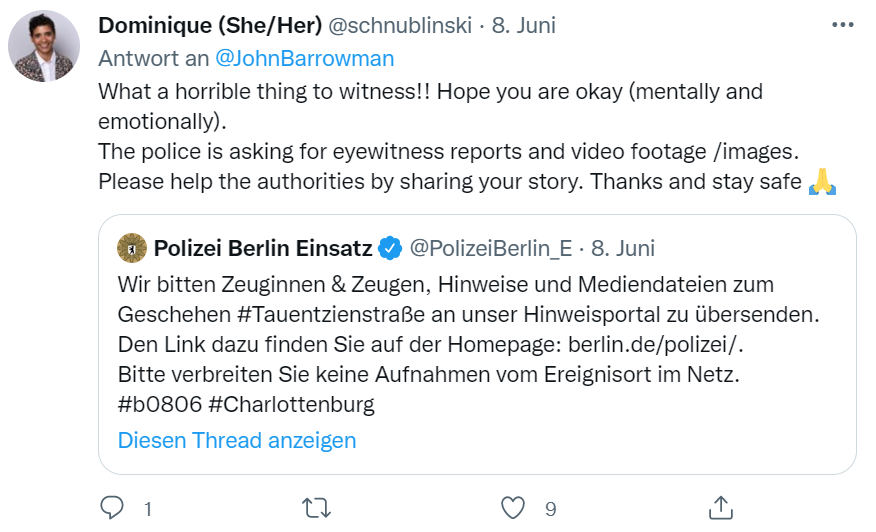 Dominique (She/Her) @schnublinski · 8. Juni
Antwort an @JohnBarrowman
What a horrible thing to witness!! Hope you are okay (mentally and
emotionally).
The police is asking for eyewitness reports and video footage /images.
Please help the authorities by sharing your story. Thanks and stay safe 🙏
Polizei Berlin Einsatz @PolizeiBerlin_E · 8. Juni
Wir bitten Zeuginnen & Zeugen, Hinweise und Mediendateien zum
Geschehen #Tauentzienstraße an unser Hinweisportal zu übersenden.
Den Link dazu finden Sie auf der Homepage: berlin.de/polizei/.
Bitte verbreiten Sie keine Aufnahmen vom Ereignisort im Netz.
#b0806 #Charlottenburg
Diesen Thread anzeigen
1 9